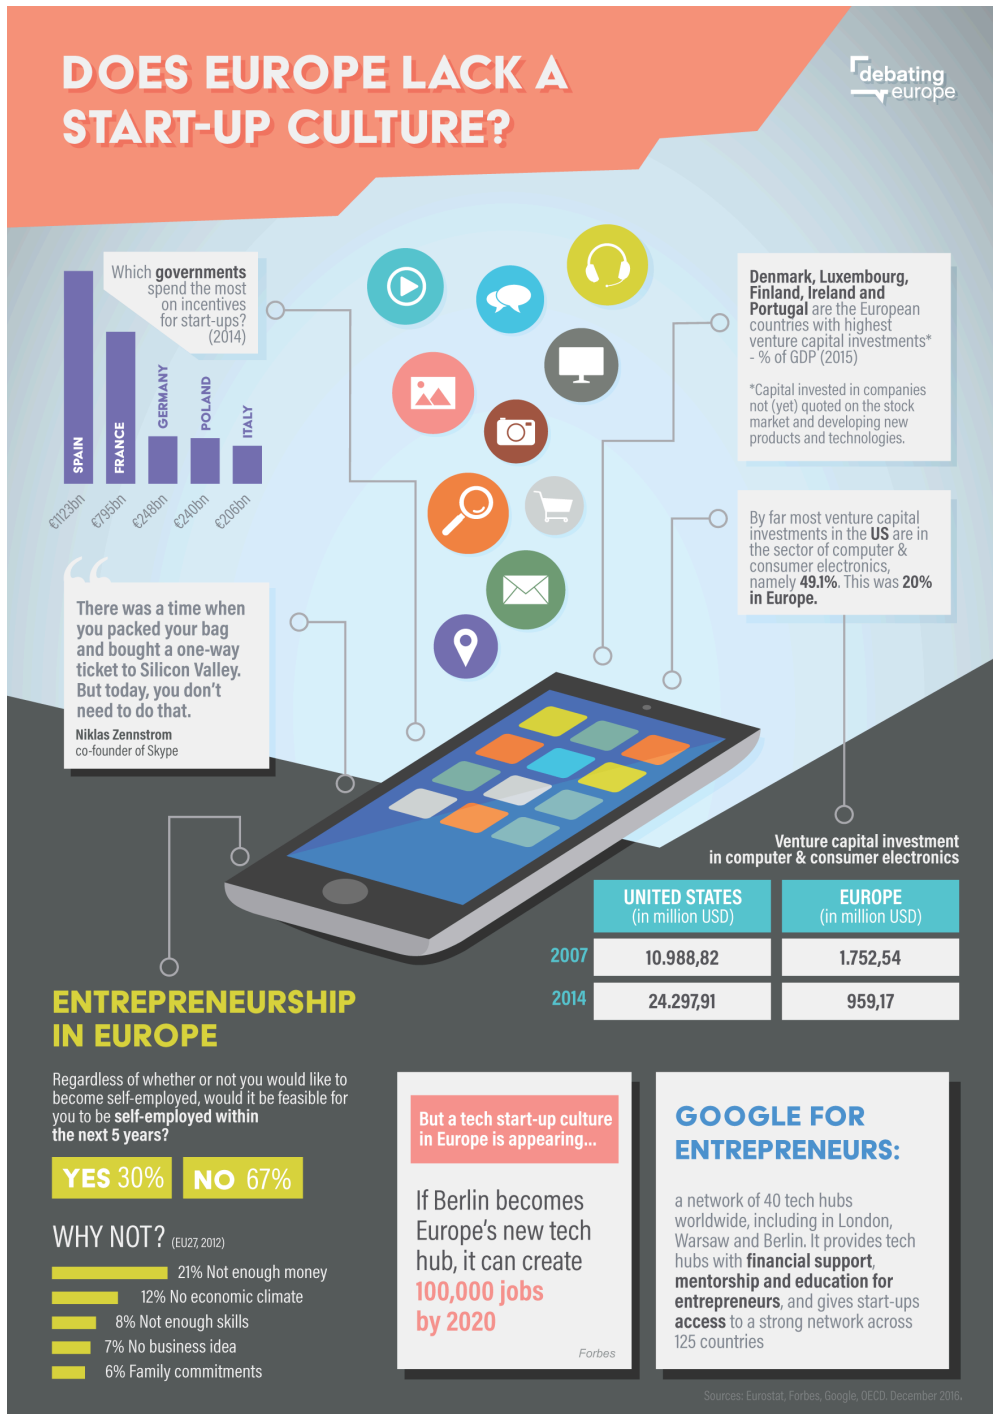 DOES EUROPE LACK A
START-UP CULTURE?
debating
europe
Which governments
spend the most
on incentives
for start-ups?
(2014)
SPAIN
FRANCE
GERMANY
POLAND
ITALY
€1123bn
€795bn
€248bn
€240bn
€206bn
Denmark, Luxembourg,
Finland, Ireland and
Portugal are the European
countries with highest
venture capital investments*
- % of GDP (2015)
*Capital invested in companies
not (yet) quoted on the stock
market and developing new
products and technologies.
By far most venture capital
investments in the US are in
the sector of computer &
consumer electronics,
namely 49.1%. This was 20%
in Europe.
“
There was a time when
you packed your bag
and bought a one-way
ticket to Silicon Valley.
But today, you don’t
need to do that.
Niklas Zennstrom
co-founder of Skype
Venture capital investment
in computer & consumer electronics
UNITED STATES
(in million USD)
EUROPE
(in million USD)
2007
10.988,82
1.752,54
2014
24.297,91
959,17
ENTREPRENEURSHIP
IN EUROPE
Regardless of whether or not you would like to
become self-employed, would it be feasible for
you to be self-employed within
the next 5 years?
YES 30%
NO 67%
WHY NOT? (EU27, 2012)
21% Not enough money
12% No economic climate
8% Not enough skills
7% No business idea
6% Family commitments
But a tech start-up culture
in Europe is appearing...
If Berlin becomes
Europe’s new tech
hub, it can create
100,000 jobs
by 2020
Forbes
GOOGLE FOR
ENTREPRENEURS:
a network of 40 tech hubs
worldwide, including in London,
Warsaw and Berlin. It provides tech
hubs with financial support,
mentorship and education for
entrepreneurs, and gives start-ups
access to a strong network across
125 countries
Sources: Eurostat, Forbes, Google, OECD. December 2016.